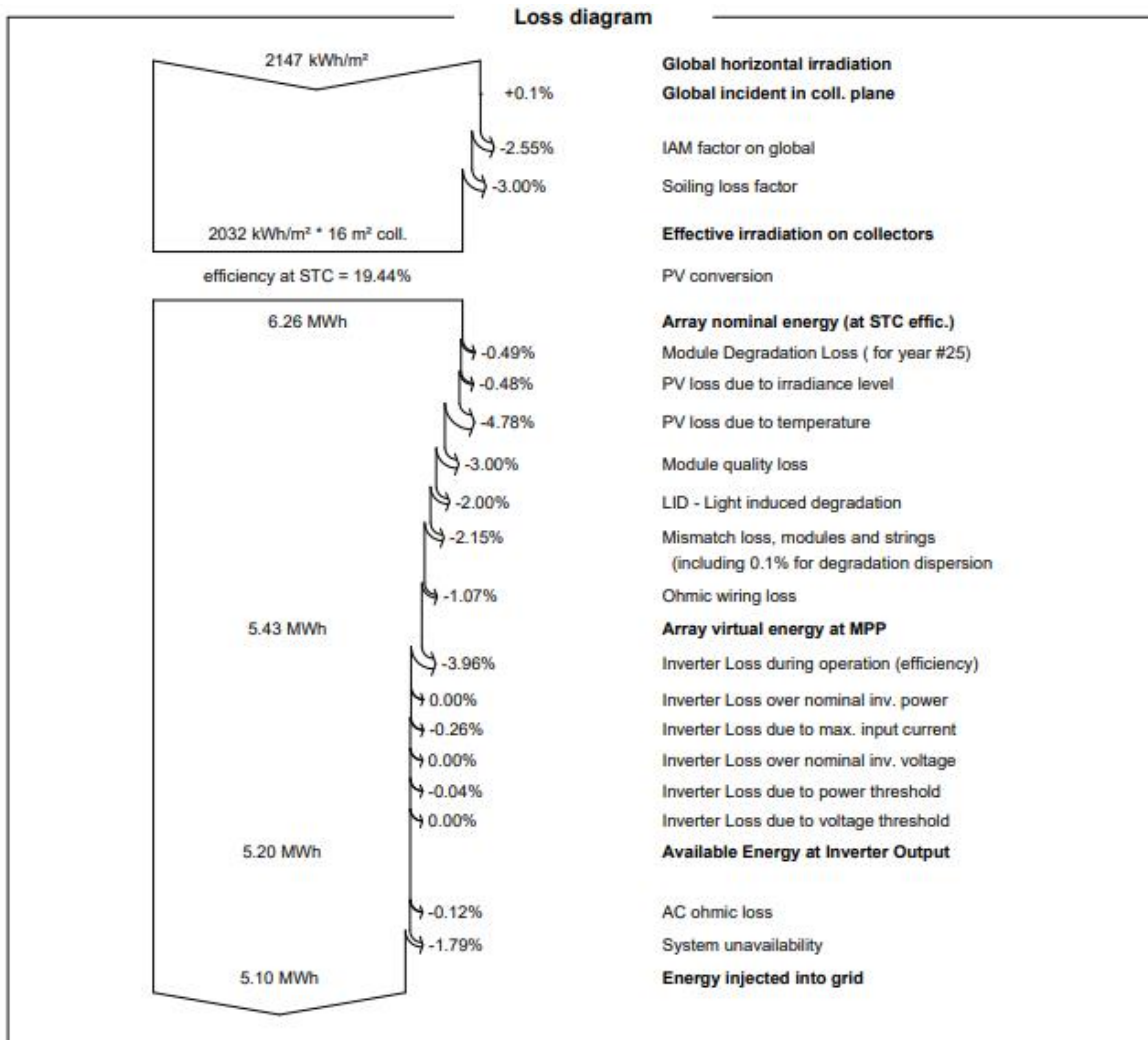 Loss diagram
2147 kWh/m² Global horizontal irradiation
+0.1% Global incident in coll. plane
-2.55% IAM factor on global
-3.00% Soiling loss factor
2032 kWh/m² * 16 m² coll. Effective irradiation on collectors
efficiency at STC = 19.44% PV conversion
6.26 MWh Array nominal energy (at STC effic.)
-0.49% Module Degradation Loss ( for year #25)
-0.48% PV loss due to irradiance level
-4.78% PV loss due to temperature
-3.00% Module quality loss
-2.00% LID - Light induced degradation
-2.15% Mismatch loss, modules and strings
(including 0.1% for degradation dispersion
-1.07% Ohmic wiring loss
5.43 MWh Array virtual energy at MPP
-3.96% Inverter Loss during operation (efficiency)
0.00% Inverter Loss over nominal inv. power
-0.26% Inverter Loss due to max. input current
0.00% Inverter Loss over nominal inv. voltage
-0.04% Inverter Loss due to power threshold
0.00% Inverter Loss due to voltage threshold
5.20 MWh Available Energy at Inverter Output
-0.12% AC ohmic loss
-1.79% System unavailability
5.10 MWh Energy injected into grid